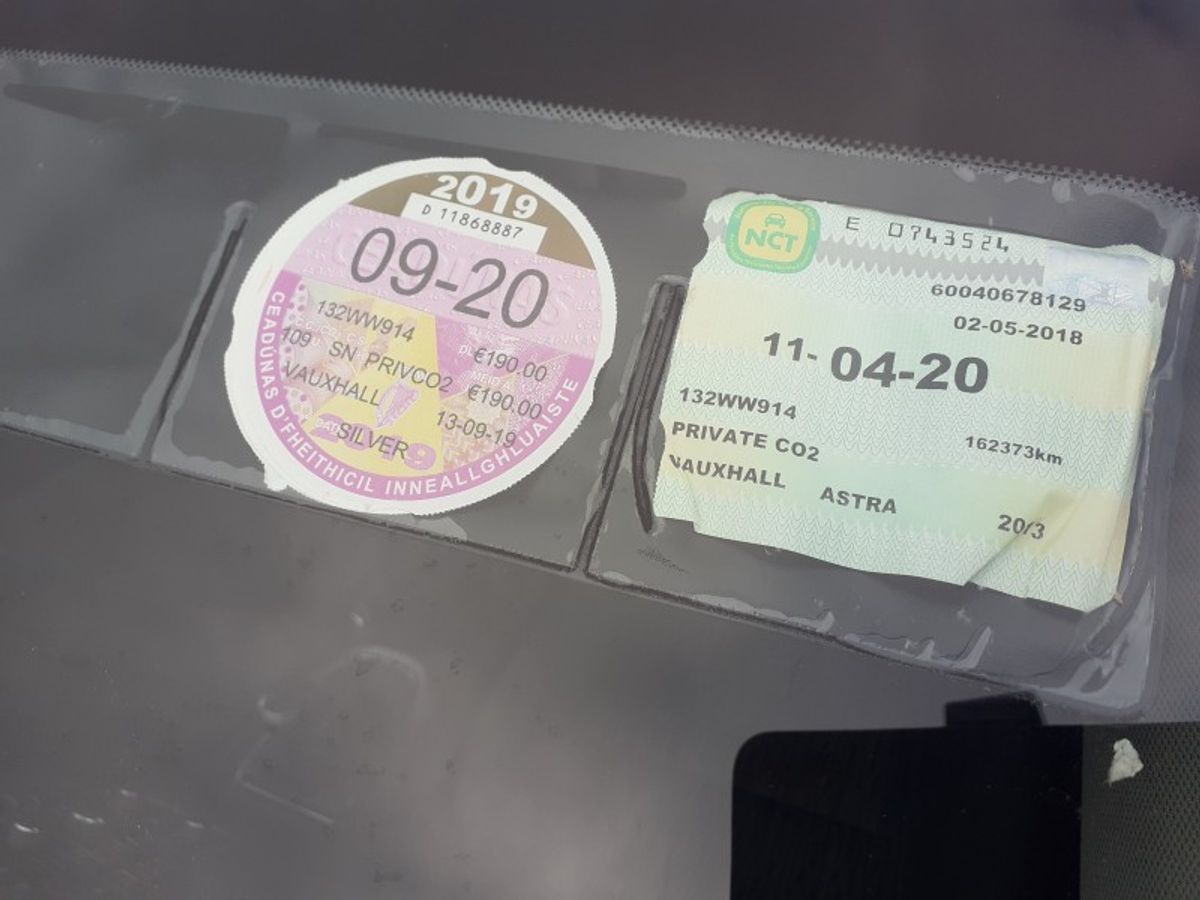 2019
D 11868887
09-20
132WW914
€190.00
109 SN PRIVCO2 €190.00
VAUXHALL
13-09-19
SILVER
2019
CEADÚNAS D'FHEITHICIL INNEALLGHLUAISTE
NCT
E 0743524
60040678129
02-05-2018
11-04-20
132WW914
PRIVATE CO2
162373km
VAUXHALL ASTRA
20/3